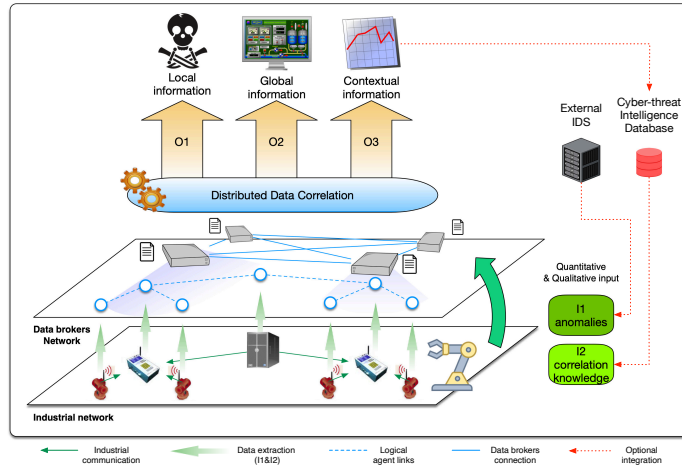 Local
information
Global
information
Contextual
information
External
IDS
Cyber-threat
Intelligence
Database
O1
O2
O3
Distributed Data Correlation
Quantitative
& Qualitative input
I1
anomalies
I2
correlation
knowledge
Data brokers
Network
Industrial network
Industrial
communication
Data extraction
(I1&I2)
Logical
agent links
Data brokers
connection
Optional
integration